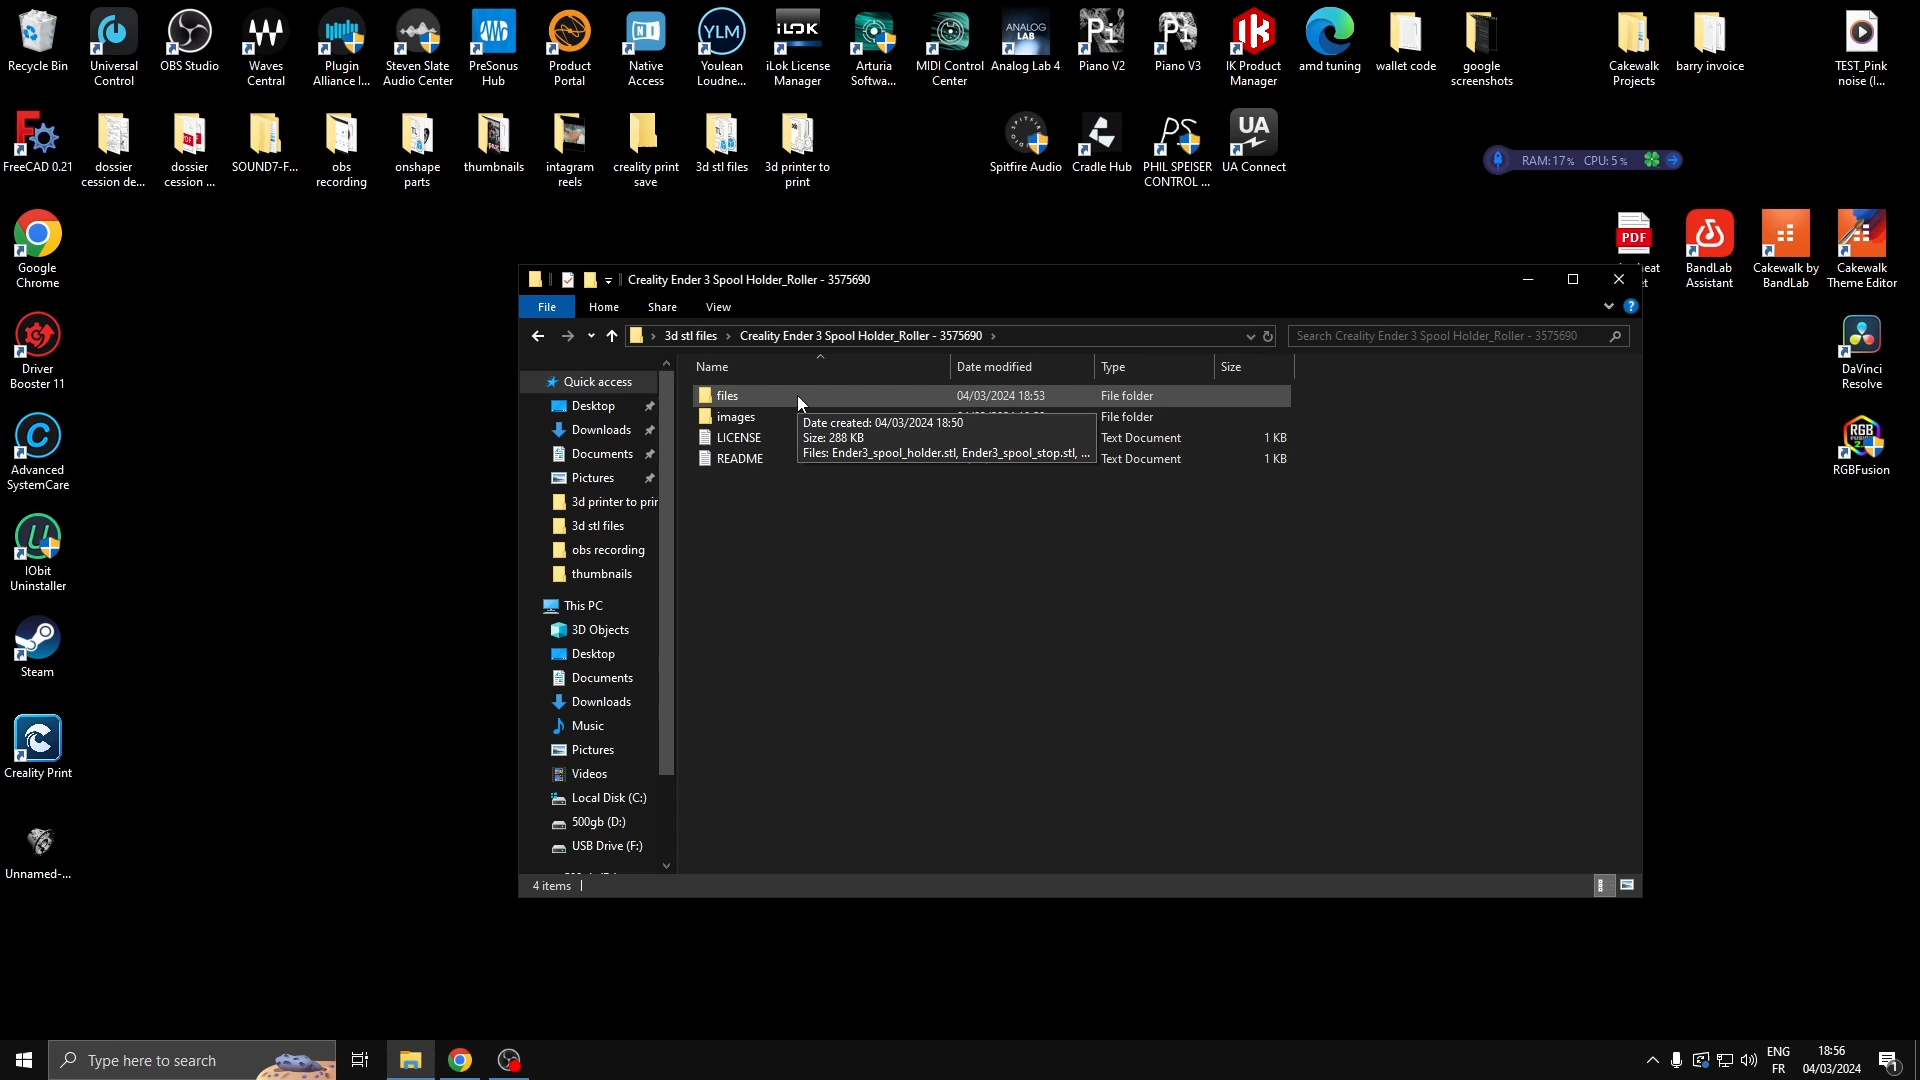 Recycle Bin
Universal
Control
OBS Studio
Waves
Central
Plugin
Alliance I...
Steven Slate
Audio Center
PreSonus
Hub
Product
Portal
Native
Access
YLM
Youlean
Loudne...
iLOK
iLok License
Manager
Arturia
Softwa...
MIDI Control
Center
ANALOG
LAB
Analog Lab 4
Pi
Piano V2
Pi
Piano V3
IK Product
Manager
amd tuning
wallet code
google
screenshots
Cakewalk
Projects
barry invoice
TEST_Pink
noise (I...
FreeCAD 0.21
dossier
cession de...
dossier
cession ...
SOUND7-F...
obs
recording
onshape
parts
thumbnails
intagram
reels
creality print
save
3d stl files
3d printer to
print
Spitfire Audio
Cradle Hub
PS
PHIL SPEISER
CONTROL ...
UA
UA Connect
RAM:17% CPU:5%
Google
Chrome
PDF
BandLab
Assistant
Cakewalk by
BandLab
Cakewalk
Theme Editor
Driver
Booster 11
DaVinci
Resolve
Advanced
SystemCare
RGB
RGBFusion
IObit
Uninstaller
Steam
Creality Print
Unnamed-...
Creality Ender 3 Spool Holder_Roller - 3575690
File Home Share View
3d stl files › Creality Ender 3 Spool Holder_Roller - 3575690 ›
Search Creality Ender 3 Spool Holder_Roller - 3575690
Name Date modified Type Size
files 04/03/2024 18:53 File folder
images File folder
LICENSE Text Document 1 KB
README Text Document 1 KB
Date created: 04/03/2024 18:50
Size: 288 KB
Files: Ender3_spool_holder.stl, Ender3_spool_stop.stl, ...
Quick access
Desktop
Downloads
Documents
Pictures
3d printer to prin
3d stl files
obs recording
thumbnails
This PC
3D Objects
Desktop
Documents
Downloads
Music
Pictures
Videos
Local Disk (C:)
500gb (D:)
USB Drive (F:)
4 items
Type here to search
ENG
FR
18:56
04/03/2024
1